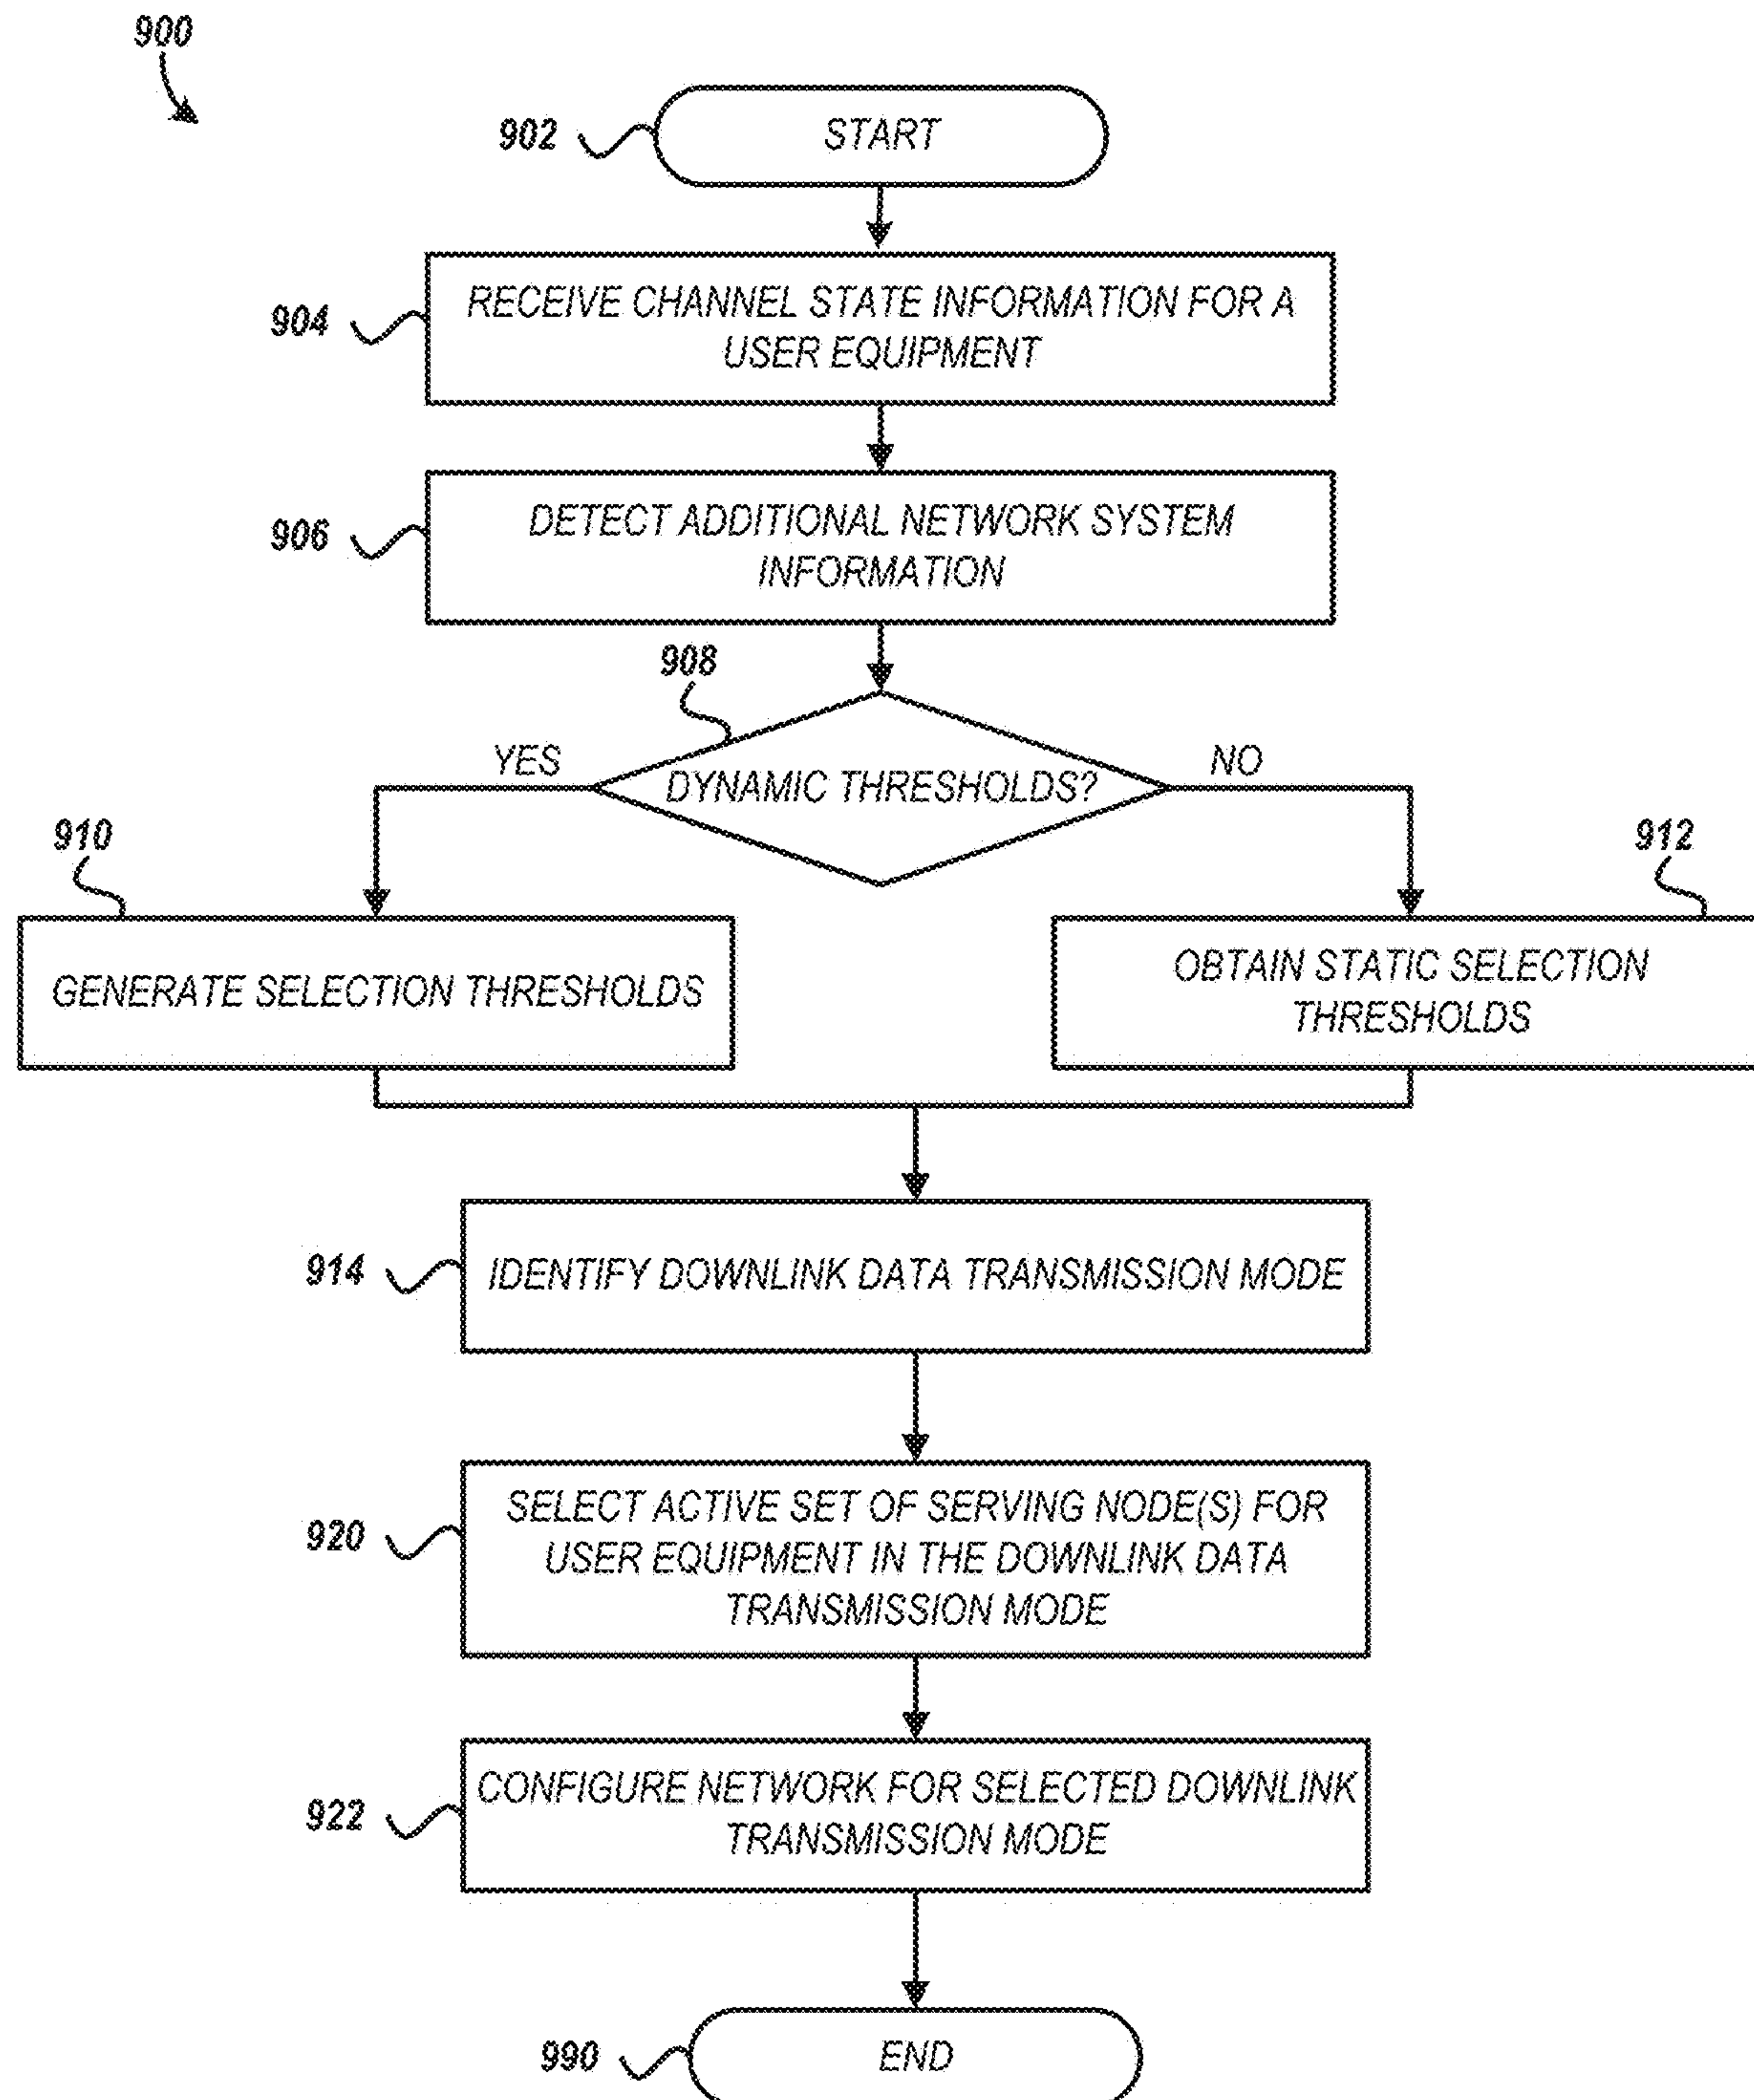 900
902
START
904
RECEIVE CHANNEL STATE INFORMATION FOR A
USER EQUIPMENT
906
DETECT ADDITIONAL NETWORK SYSTEM
INFORMATION
908
YES
DYNAMIC THRESHOLDS?
NO
910
GENERATE SELECTION THRESHOLDS
912
OBTAIN STATIC SELECTION
THRESHOLDS
914
IDENTIFY DOWNLINK DATA TRANSMISSION MODE
920
SELECT ACTIVE SET OF SERVING NODE(S) FOR
USER EQUIPMENT IN THE DOWNLINK DATA
TRANSMISSION MODE
922
CONFIGURE NETWORK FOR SELECTED DOWNLINK
TRANSMISSION MODE
990
END